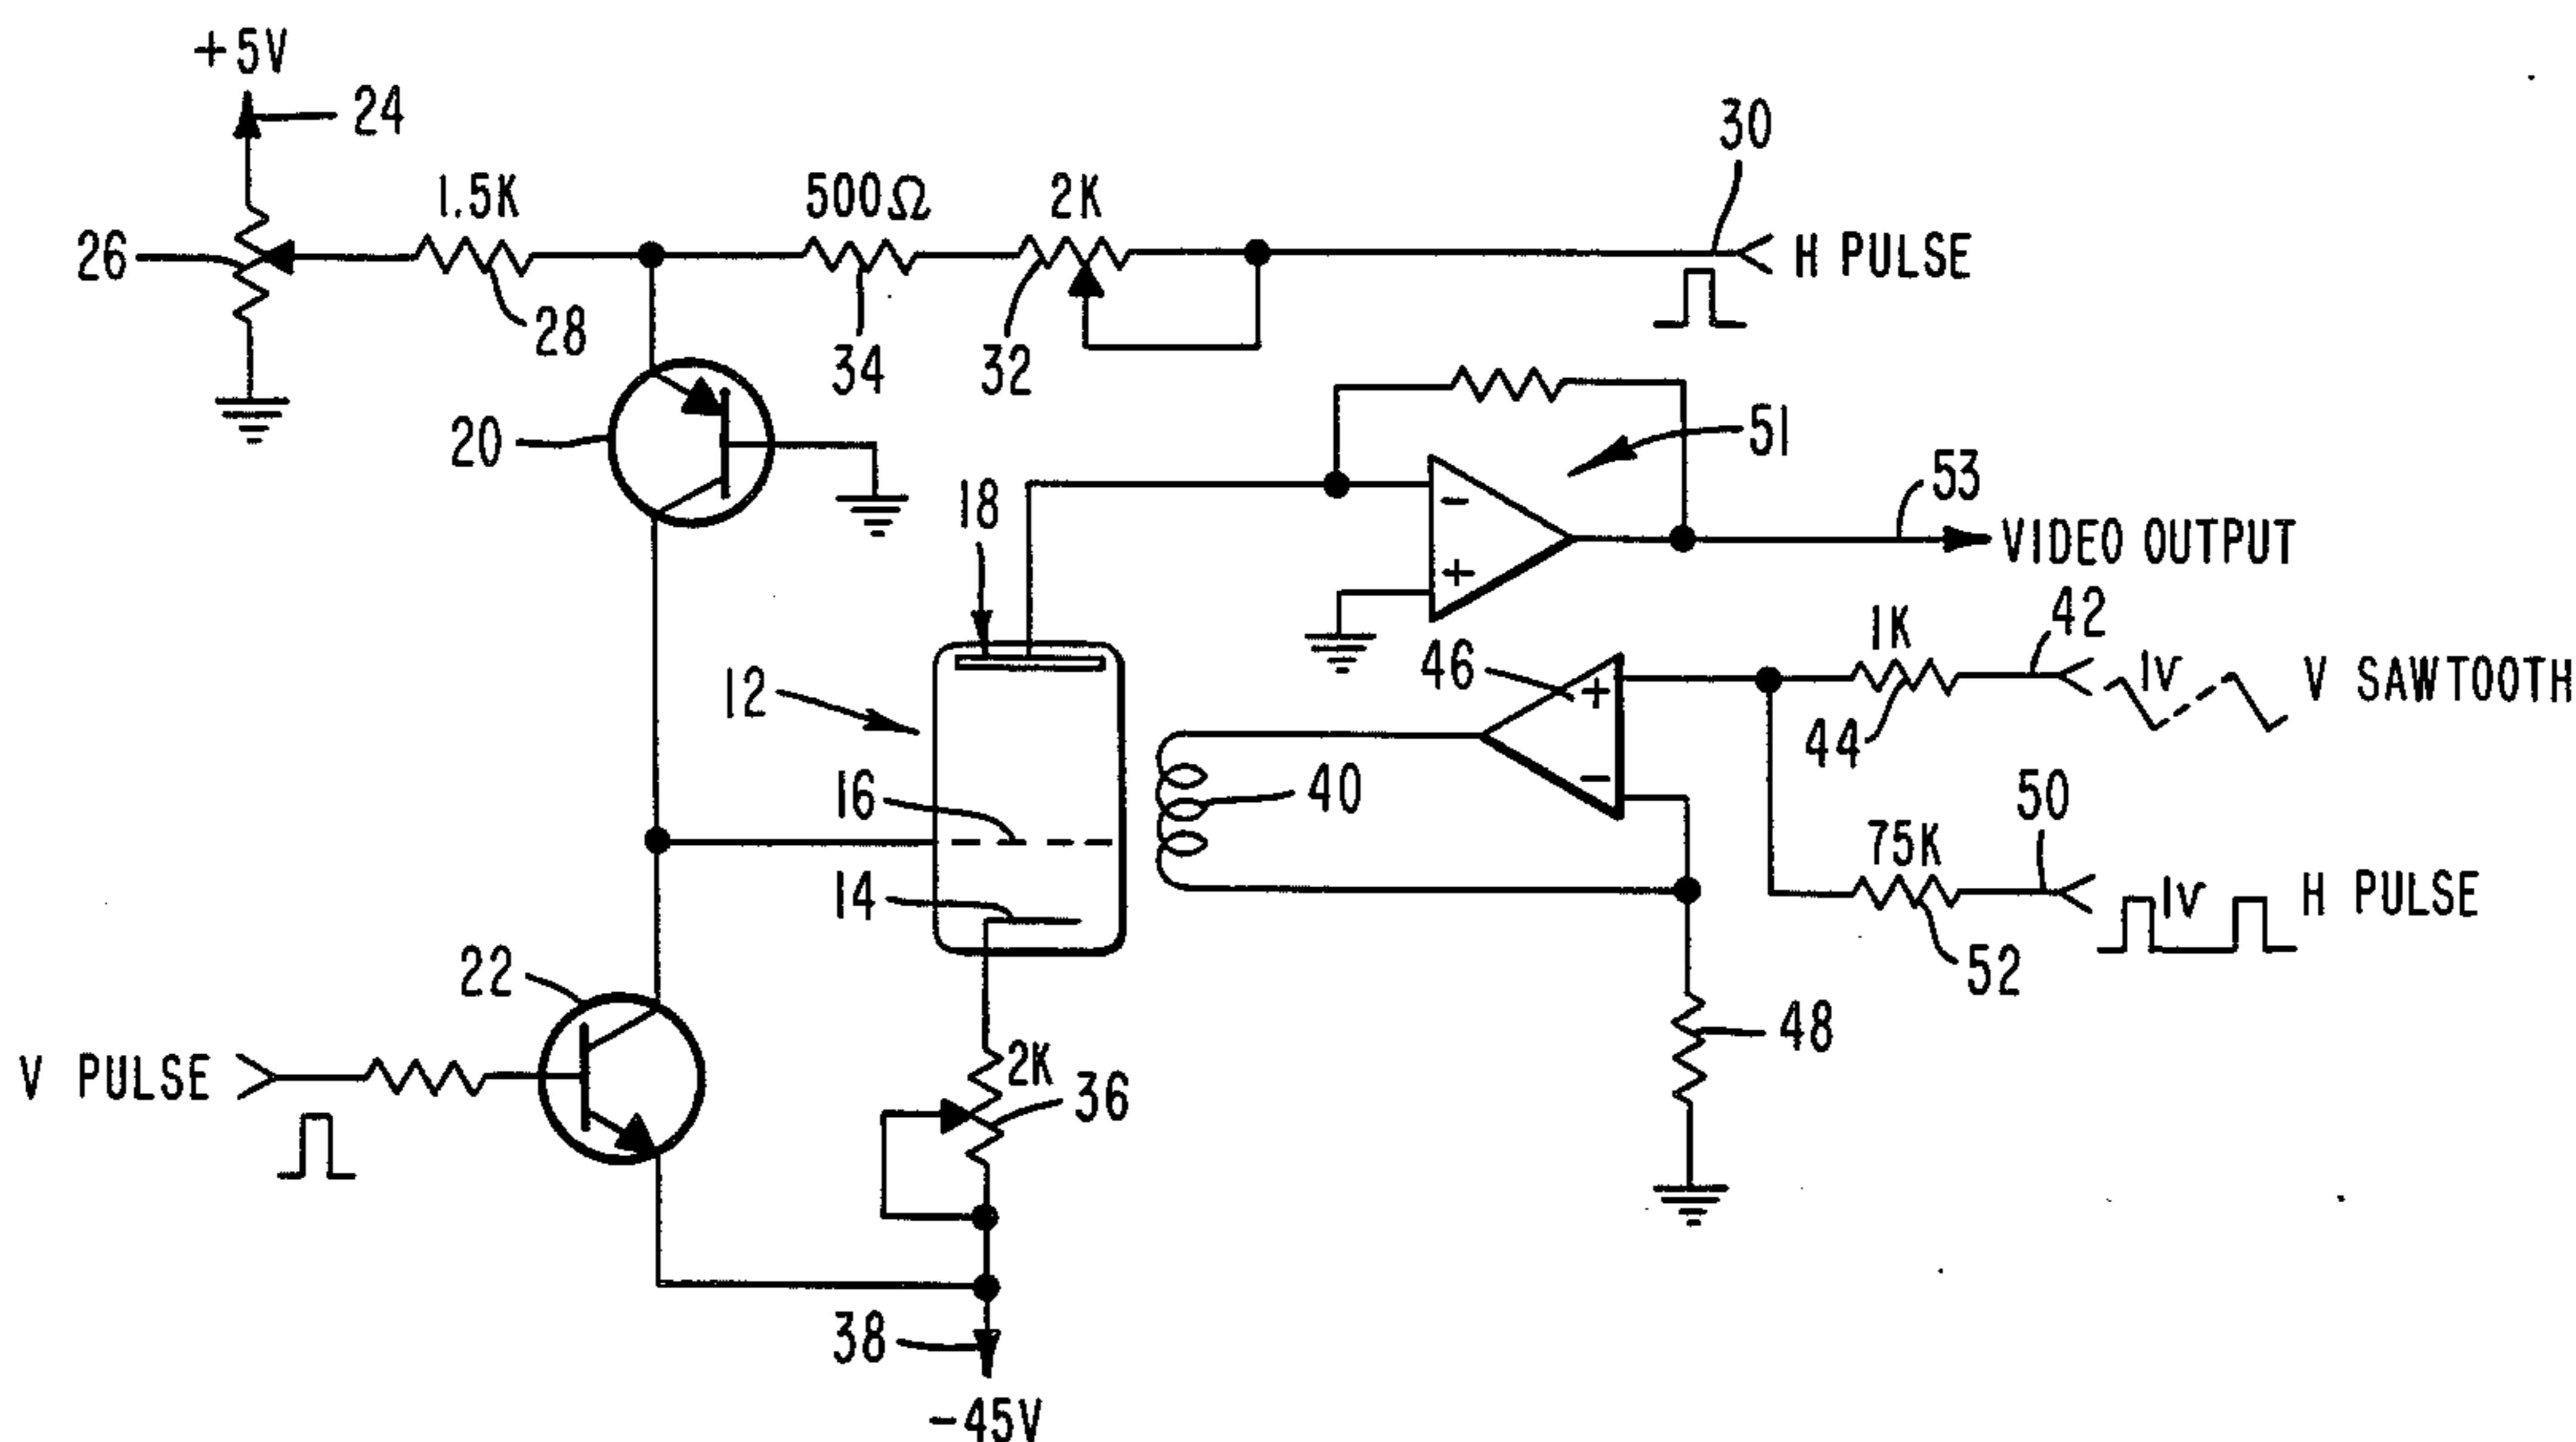 +5V
24
30
1.5K
500Ω
2K
26
H PULSE
28
34
32
20
51
18
53
-
+
VIDEO OUTPUT
42
1K
46
12
+
1v
V SAWTOOTH
44
16
-
40
50
75K
14
1v
H PULSE
22
52
48
2K
V PULSE
36
38
-45V